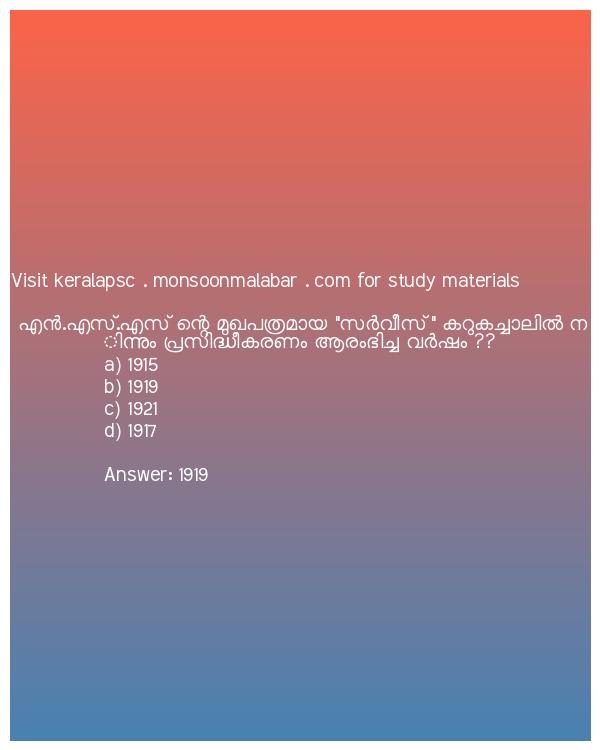 Visit keralapsc . monsoonmalabar . com for study materials
എൻ.എസ്.എസ് ന്റെ മുഖപത്രമായ "സർവീസ് " കറുകച്ചാലിൽ ന
ിന്നും പ്രസിദ്ധീകരണം ആരംഭിച്ച വർഷം ??
a) 1915
b) 1919
c) 1921
d) 1917
Answer: 1919